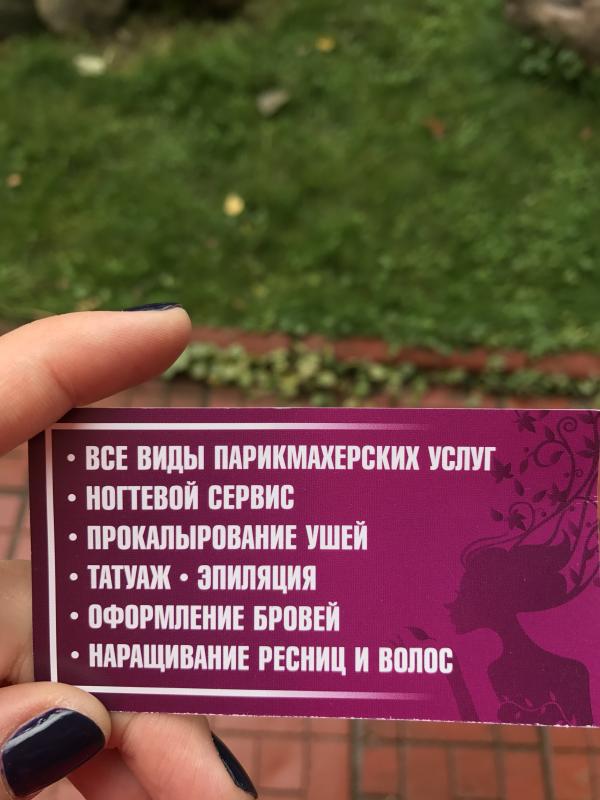 • ВСЕ ВИДЫ ПАРИКМАХЕРСКИХ УСЛУГ
• НОГТЕВОЙ СЕРВИС
• ПРОКАЛЫРОВАНИЕ УШЕЙ
• ТАТУАЖ • ЭПИЛЯЦИЯ
• ОФОРМЛЕНИЕ БРОВЕЙ
• НАРАЩИВАНИЕ РЕСНИЦ И ВОЛОС